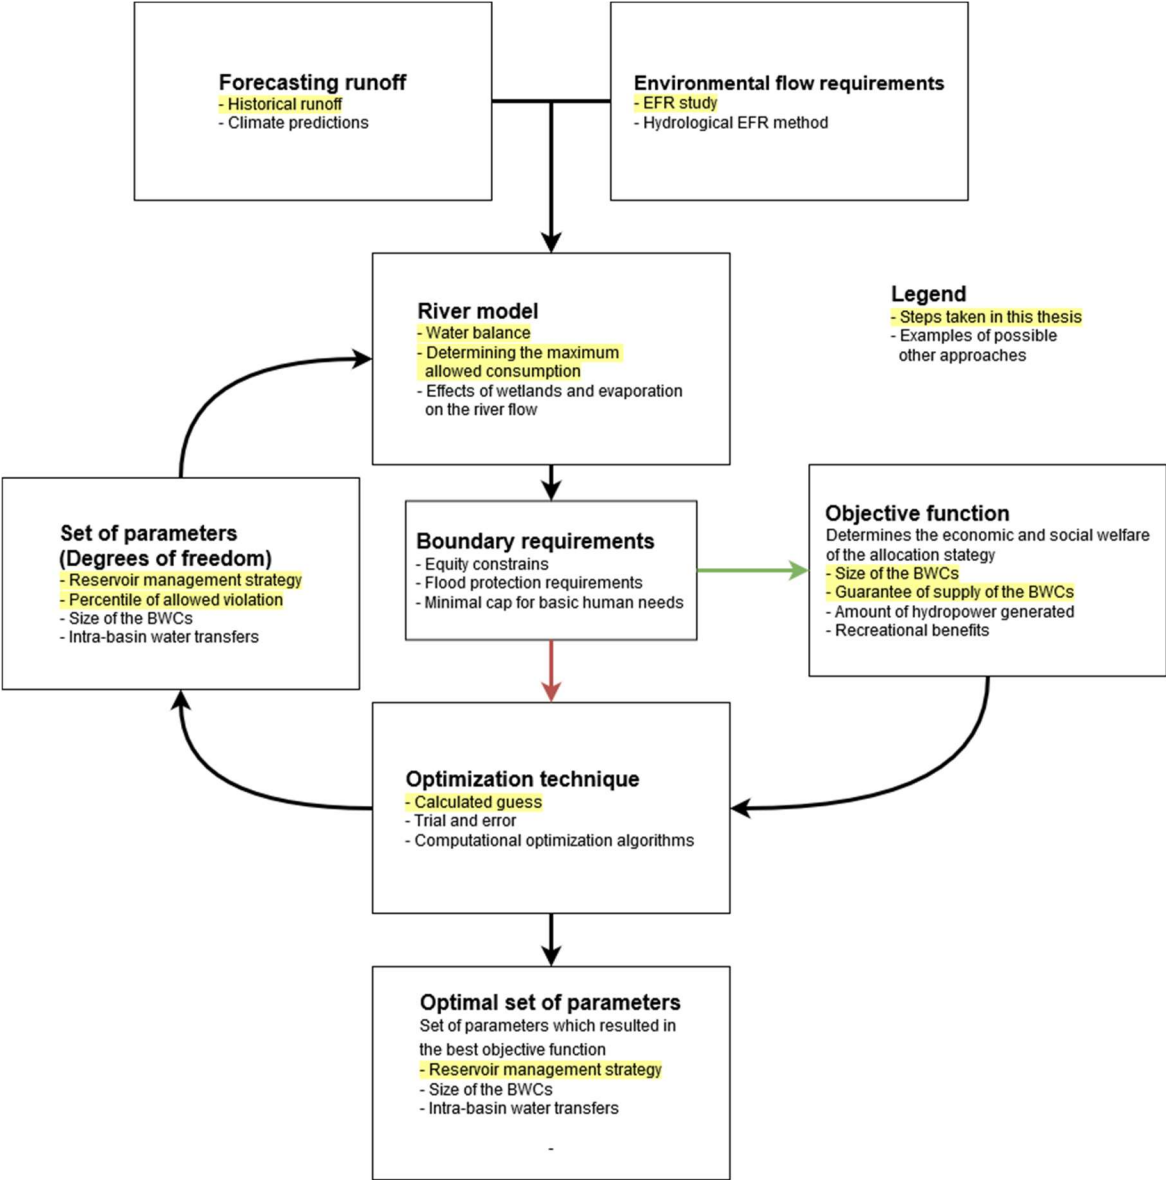 Forecasting runoff
- Historical runoff
- Climate predictions
Environmental flow requirements
- EFR study
- Hydrological EFR method
River model
- Water balance
- Determining the maximum
allowed consumption
- Effects of wetlands and evaporation
on the river flow
Legend
- Steps taken in this thesis
- Examples of possible
other approaches
Set of parameters
(Degrees of freedom)
- Reservoir management strategy
- Percentile of allowed violation
- Size of the BWCs
- Intra-basin water transfers
Boundary requirements
- Equity constrains
- Flood protection requirements
- Minimal cap for basic human needs
Objective function
Determines the economic and social welfare
of the allocation stategy
- Size of the BWCs
- Guarantee of supply of the BWCs
- Amount of hydropower generated
- Recreational benefits
Optimization technique
- Calculated guess
- Trial and error
- Computational optimization algorithms
Optimal set of parameters
Set of parameters which resulted in
the best objective function
- Reservoir management strategy
- Size of the BWCs
- Intra-basin water transfers
-